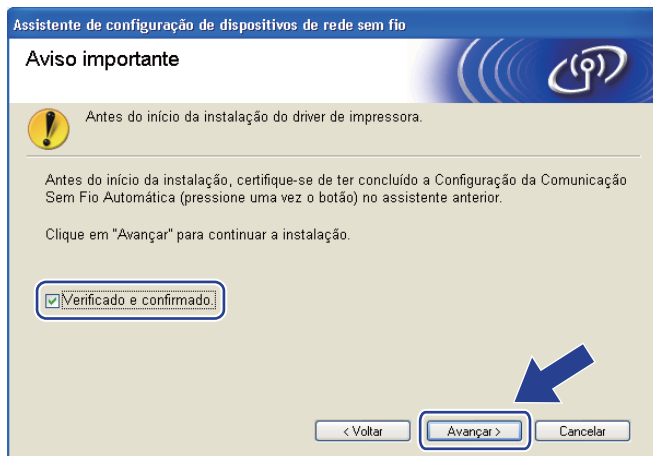 Assistente de configuração de dispositivos de rede sem fio
Aviso importante
Antes do início da instalação do driver de impressora.
Antes do início da instalação, certifique-se de ter concluído a Configuração da Comunicação
Sem Fio Automática (pressione uma vez o botão) no assistente anterior.
Clique em "Avançar" para continuar a instalação.
Verificado e confirmado.
< Voltar
Avançar >
Cancelar